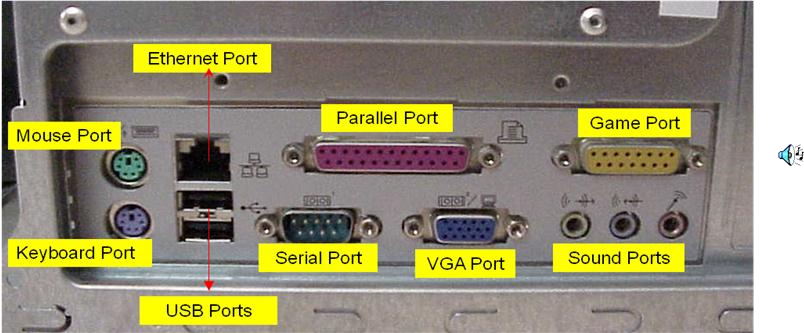 Ethernet Port
Parallel Port
Game Port
Mouse Port
Keyboard Port
Serial Port
VGA Port
Sound Ports
USB Ports